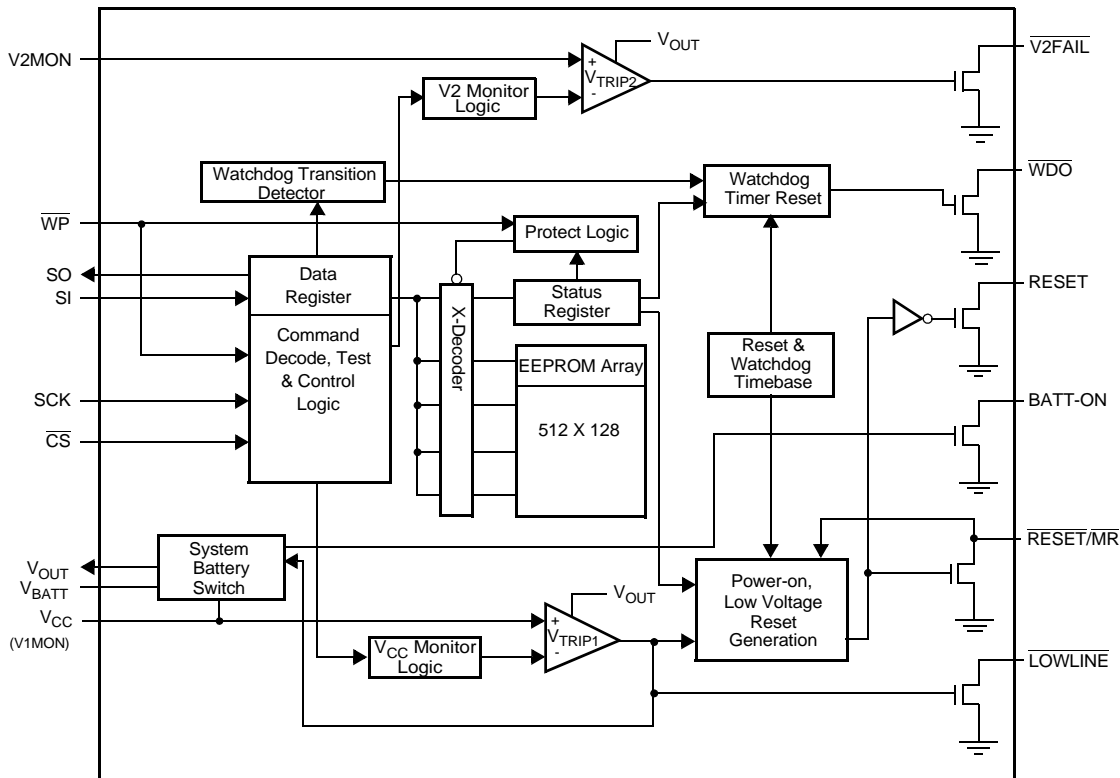 V2MON
VOUT
V2FAIL
+
VTRIP2
-
V2 Monitor
Logic
Watchdog Transition
Detector
Watchdog
Timer Reset
WDO
WP
Protect Logic
SO
SI
Data
Register
X-Decoder
Status
Register
RESET
Command
Decode, Test
& Control
Logic
EEPROM Array
512 X 128
Reset &
Watchdog
Timebase
SCK
CS
BATT-ON
System
Battery
Switch
VOUT
VBATT
VCC
(V1MON)
VOUT
+
VTRIP1
-
VCC Monitor
Logic
Power-on,
Low Voltage
Reset
Generation
RESET/MR
LOWLINE